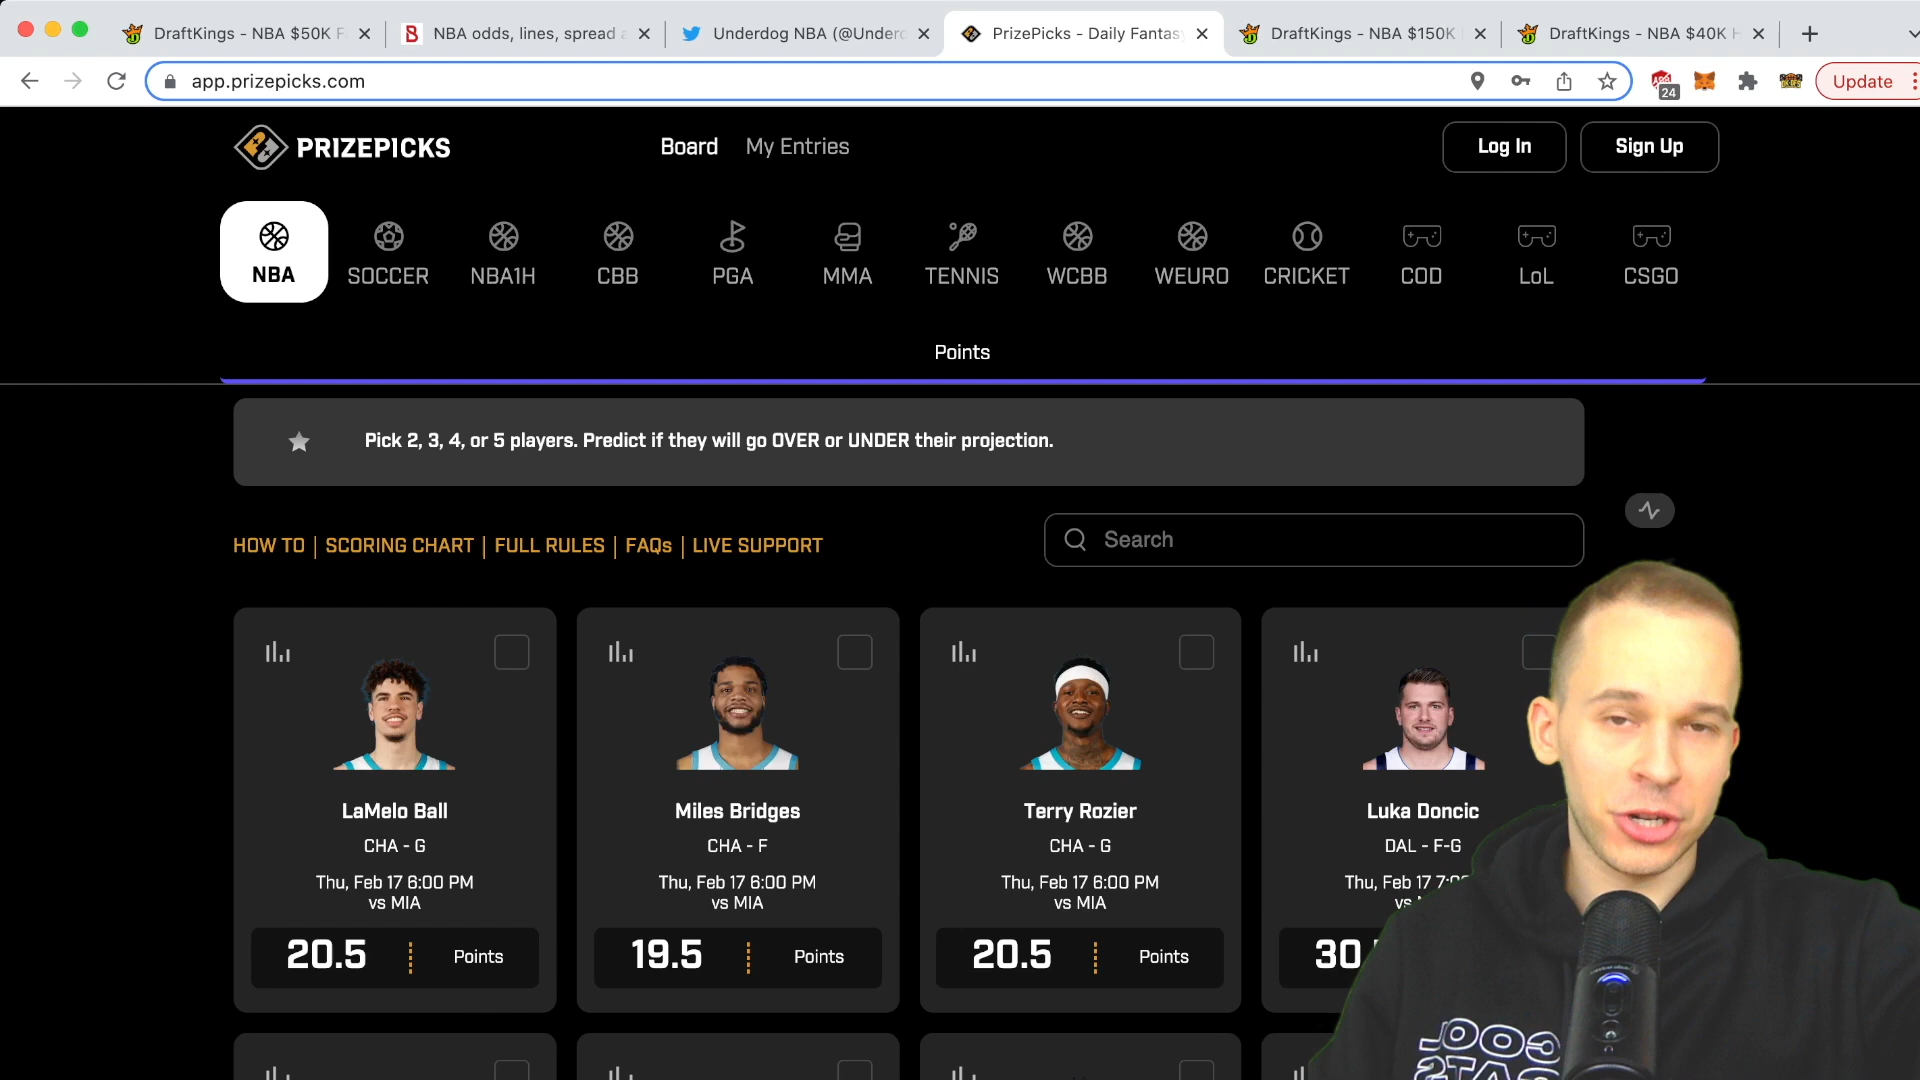 DraftKings - NBA $50K F
NBA odds, lines, spread a
Underdog NBA (@Underd
PrizePicks - Daily Fantasy
DraftKings - NBA $150K
DraftKings - NBA $40K H
app.prizepicks.com
24
Update
PRIZEPICKS
Board
My Entries
Log In
Sign Up
NBA
SOCCER
NBA1H
CBB
PGA
MMA
TENNIS
WCBB
WEURO
CRICKET
COD
LoL
CSGO
Points
Pick 2, 3, 4, or 5 players. Predict if they will go OVER or UNDER their projection.
HOW TO | SCORING CHART | FULL RULES | FAQs | LIVE SUPPORT
Search
LaMelo Ball
CHA - G
Thu, Feb 17 6:00 PM
vs MIA
20.5
Points
Miles Bridges
CHA - F
Thu, Feb 17 6:00 PM
vs MIA
19.5
Points
Terry Rozier
CHA - G
Thu, Feb 17 6:00 PM
vs MIA
20.5
Points
Luka Doncic
DAL - F-G
Thu, Feb 17 7:0
vs
30